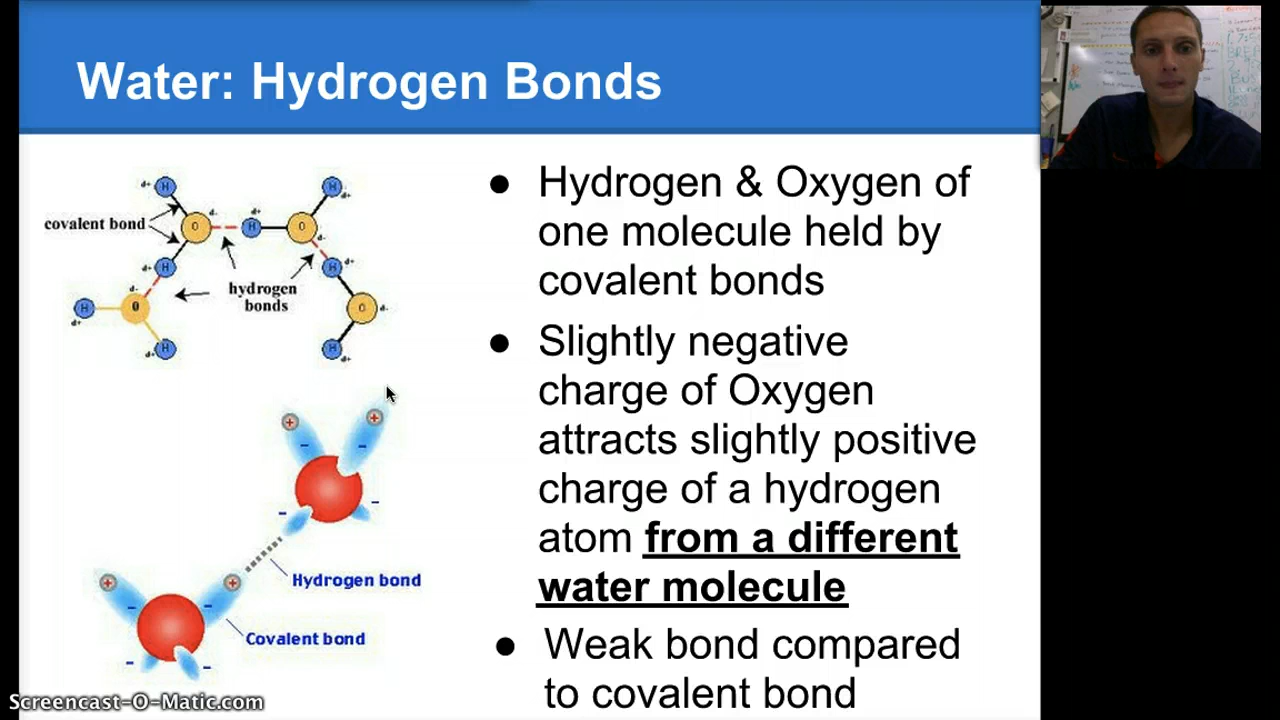 Water: Hydrogen Bonds
● Hydrogen & Oxygen of
one molecule held by
covalent bonds
● Slightly negative
charge of Oxygen
attracts slightly positive
charge of a hydrogen
atom from a different
water molecule
● Weak bond compared
to covalent bond
d+ H
H d+
covalent bond
O d-
d+ H
O d-
d+ H
H d+
hydrogen
bonds
d- O
H d+
O d-
d+ H
H d+
+ +
- -
- -
Hydrogen bond
+ +
- -
Covalent bond
- -
Screencast-O-Matic.com